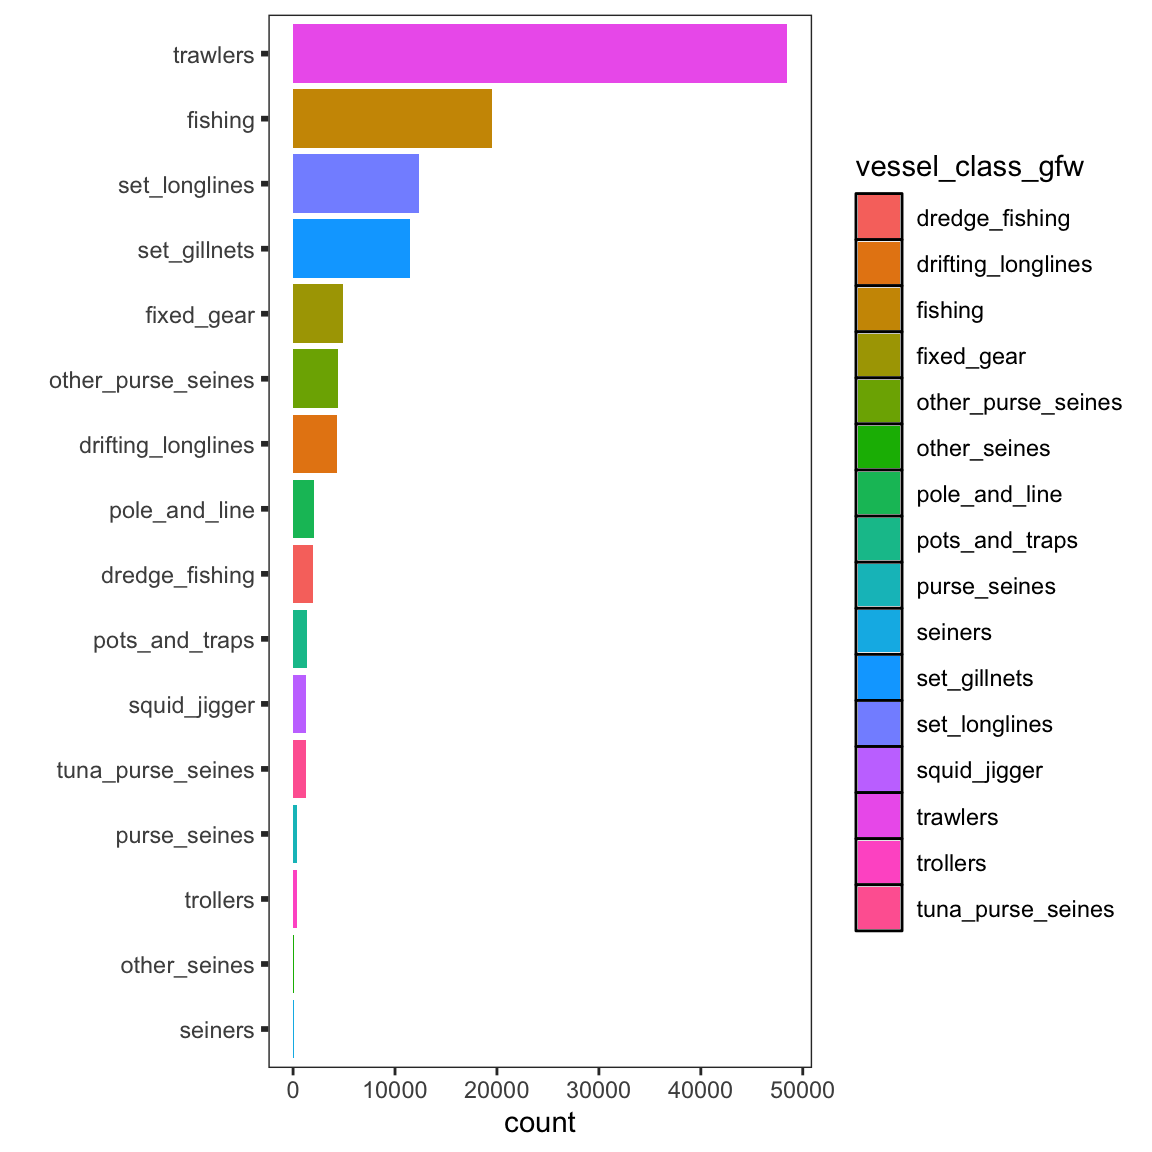 trawlers
fishing
set_longlines
set_gillnets
fixed_gear
other_purse_seines
drifting_longlines
pole_and_line
dredge_fishing
pots_and_traps
squid_jigger
tuna_purse_seines
purse_seines
trollers
other_seines
seiners
0 10000 20000 30000 40000 50000
count
vessel_class_gfw
dredge_fishing
drifting_longlines
fishing
fixed_gear
other_purse_seines
other_seines
pole_and_line
pots_and_traps
purse_seines
seiners
set_gillnets
set_longlines
squid_jigger
trawlers
trollers
tuna_purse_seines